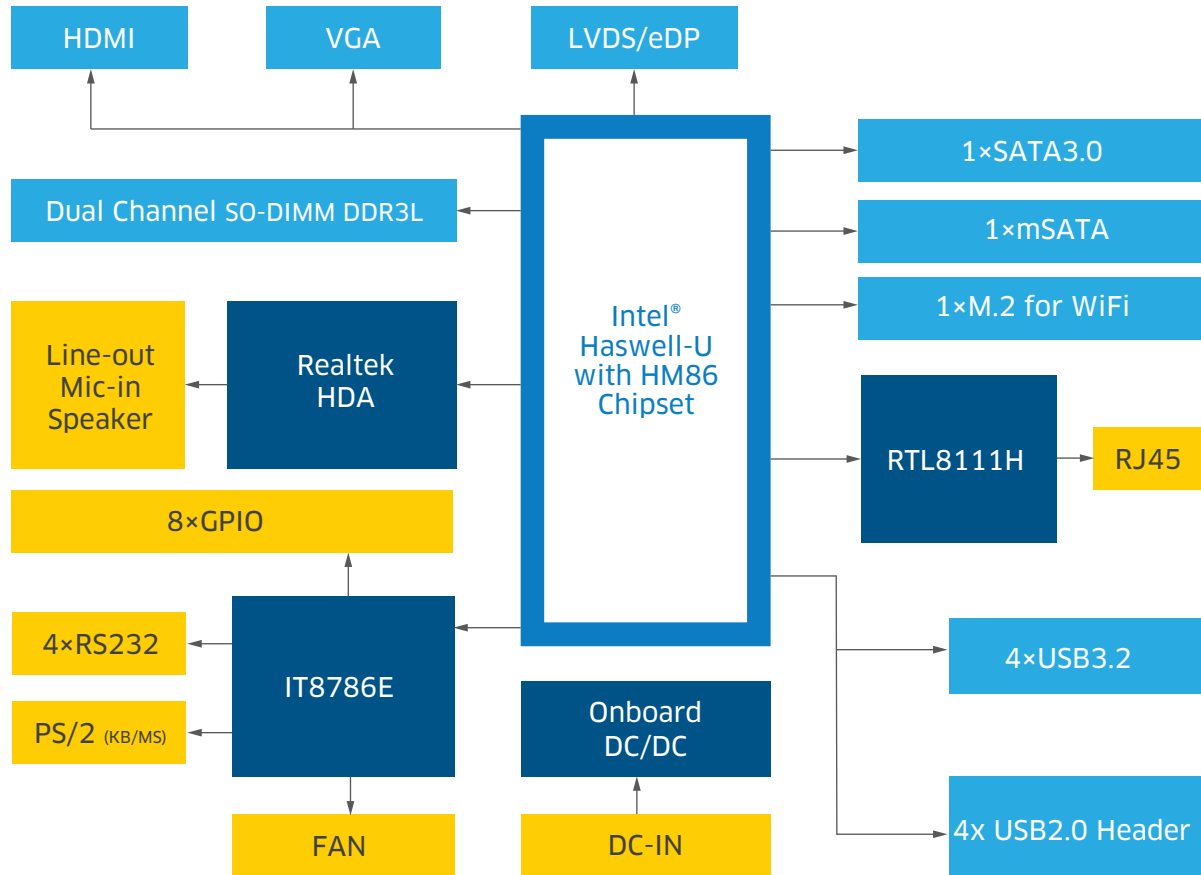 HDMI
VGA
LVDS/eDP
1×SATA3.0
Dual Channel SO-DIMM DDR3L
1×mSATA
1×M.2 for WiFi
Intel®
Haswell-U
with HM86
Chipset
Line-out
Mic-in
Speaker
Realtek
HDA
RTL8111H
RJ45
8×GPIO
4×RS232
IT8786E
PS/2 (KB/MS)
FAN
Onboard
DC/DC
DC-IN
4×USB3.2
4x USB2.0 Header